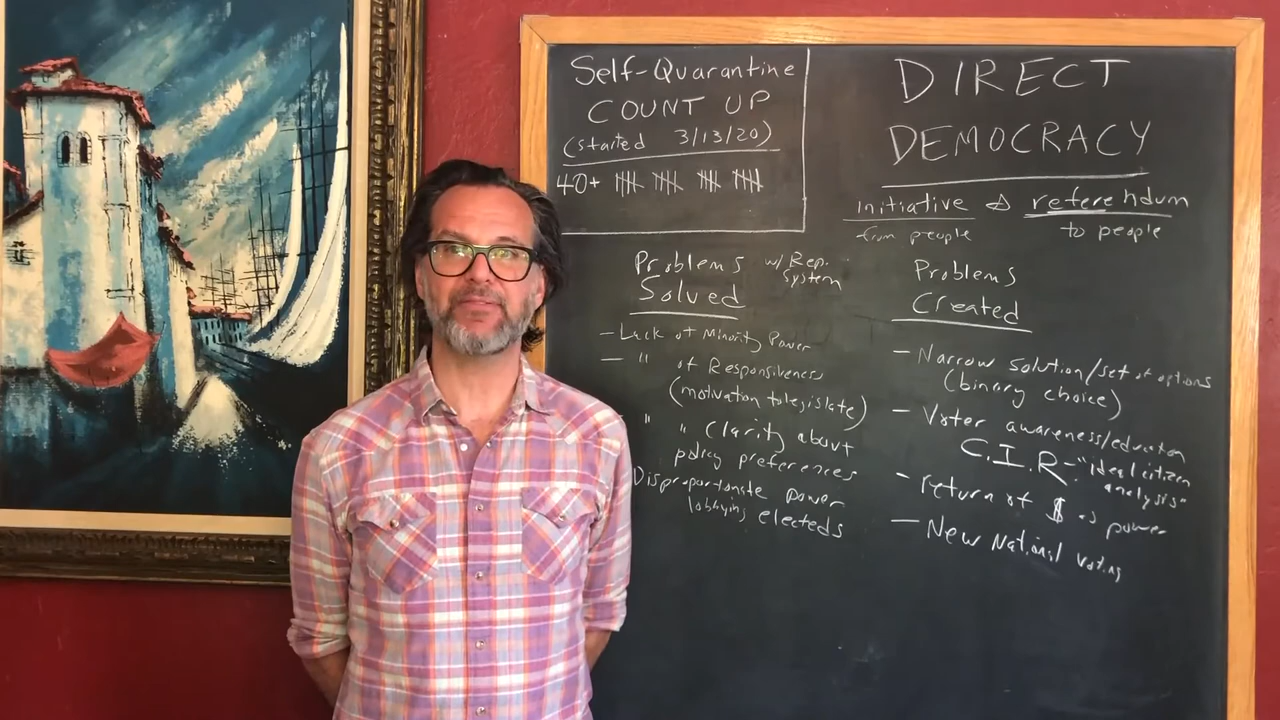 Self-Quarantine
COUNT UP
(started 3/13/20)
40+
DIRECT
DEMOCRACY
initiative & referendum
from people
to people
Problems w/ Rep. system
Solved
- Lack of Minority Power
- " of Responsiveness
(motivation to legislate)
" " Clarity about
policy preferences
Disproportionate power
lobbying electeds
Problems
Created
- Narrow solution/set of options
(binary choice)
- Voter awareness/education
C.I.R - "ideal citizen
analysis"
- return of $ as power
- New National voting